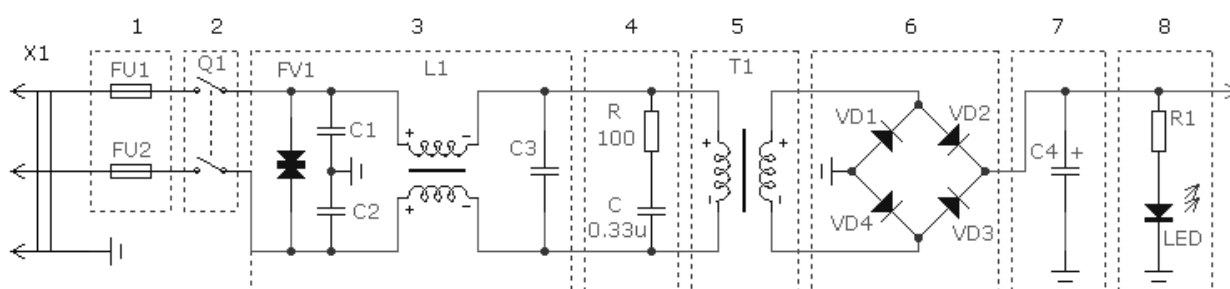 1 2 3 4 5 6 7 8
X1 FU1 Q1 FV1 L1 T1
C1 C3 R 100 VD1 VD2 C4 + R1
FU2
C2 C 0.33u VD4 VD3 LED
+ - + - + - + -